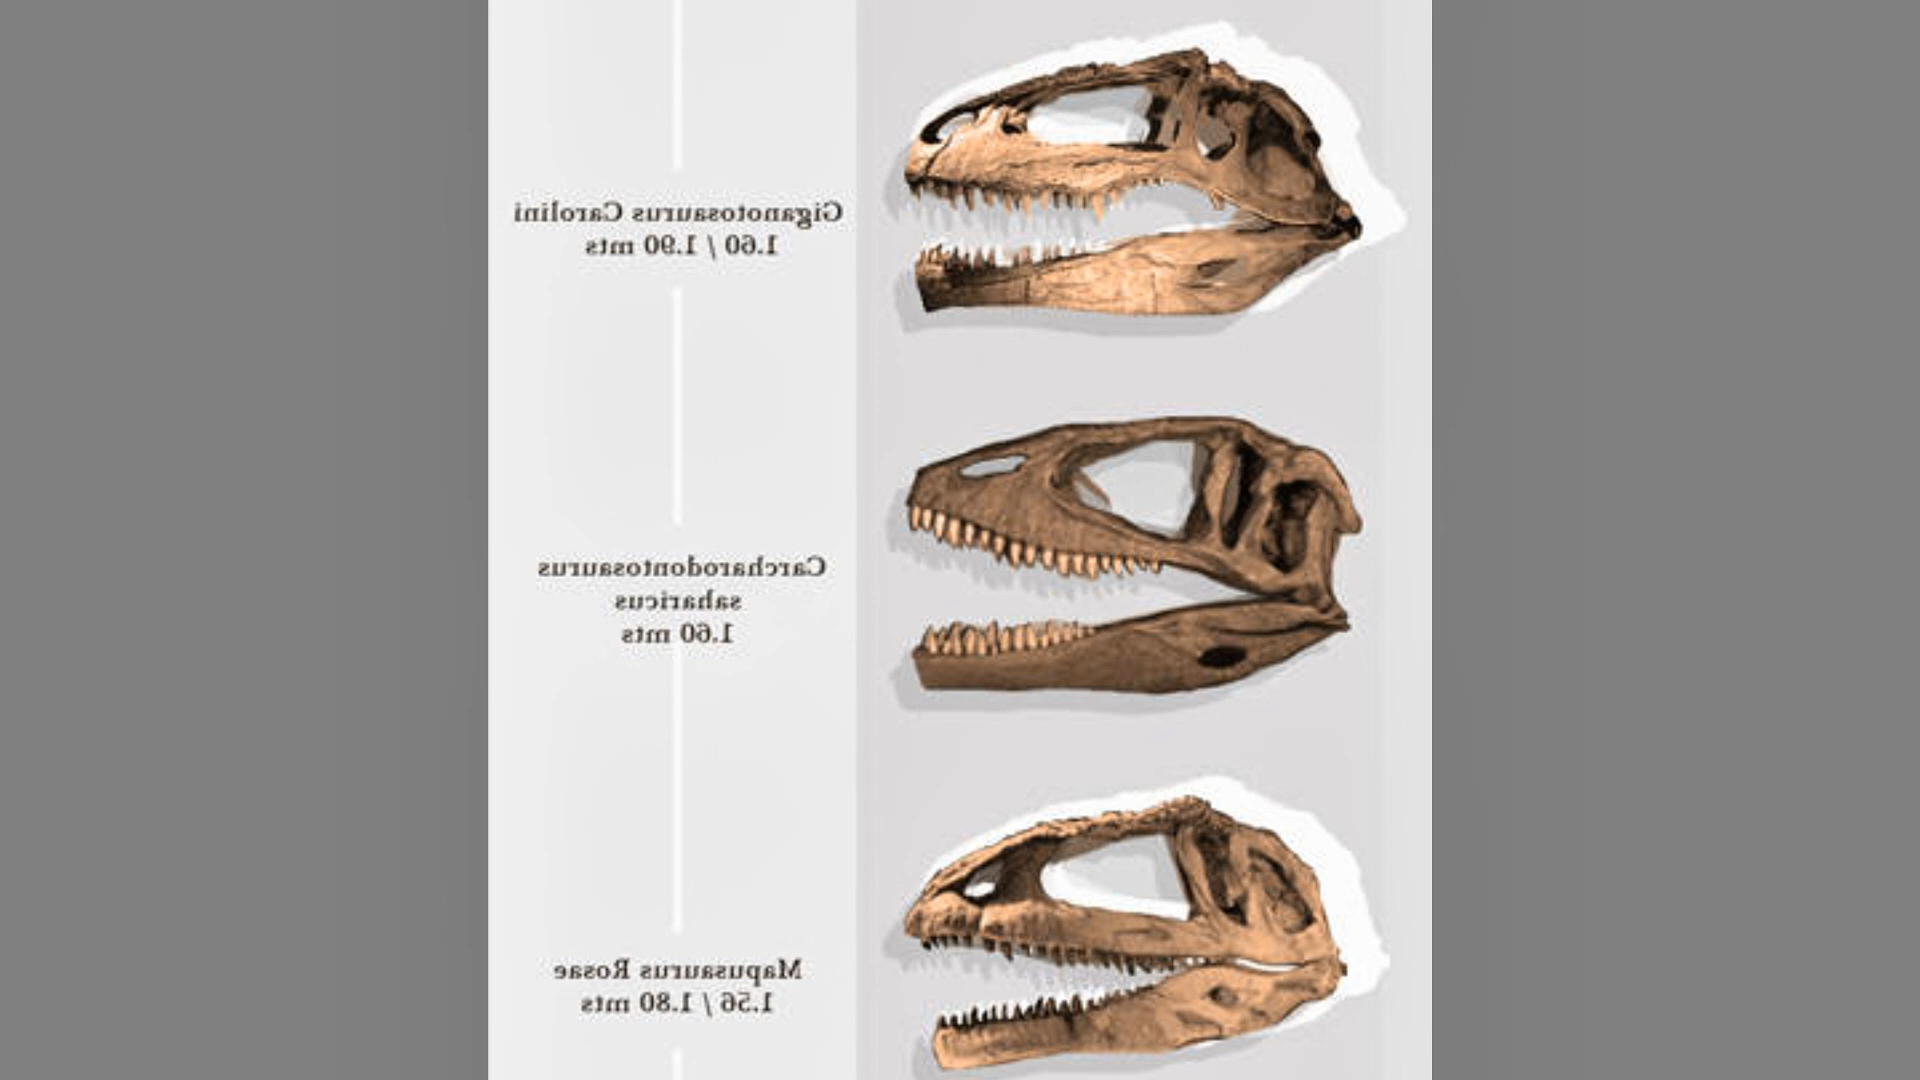 Giganotosaurus Carolini
1.60 / 1.90 mts
Carcharodontosaurus
saharicus
1.60 mts
Mapusaurus Rosae
1.56 / 1.80 mts